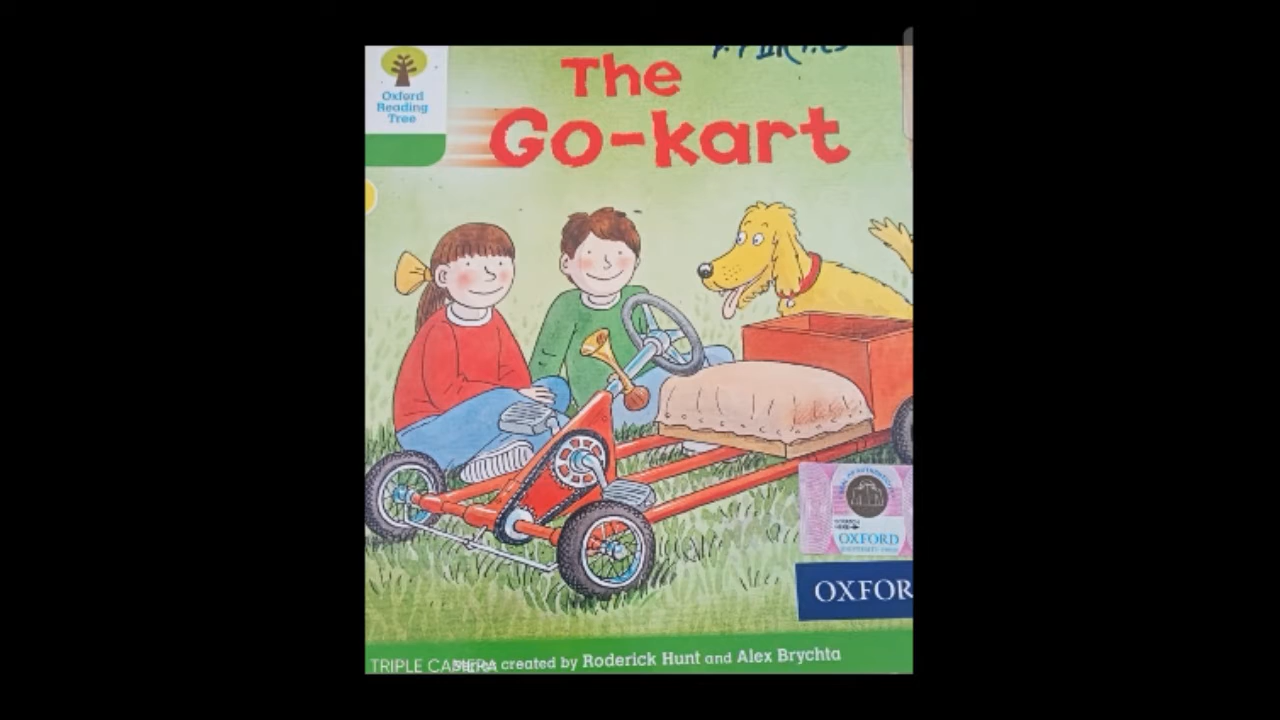 The
Go-kart
Oxford
Reading
Tree
OXFORD
OXFOR
TRIPLE CAMERA
created by Roderick Hunt and Alex Brychta